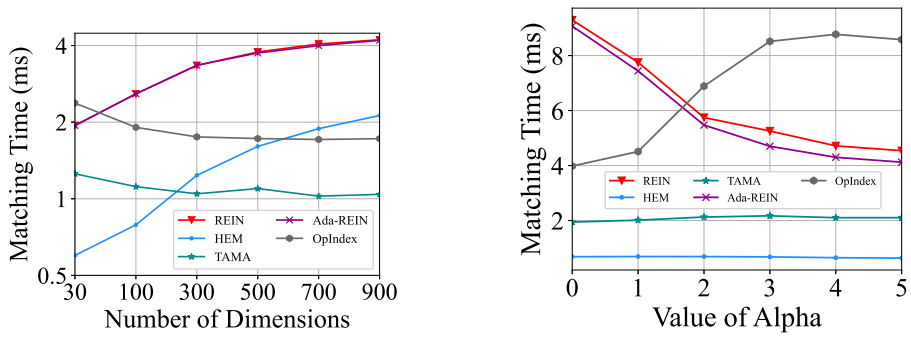 Matching Time (ms)
4
2
1
0.5
REIN
HEM
TAMA
Ada-REIN
OpIndex
30 100 300 500 700 900
Number of Dimensions
Matching Time (ms)
8
6
4
2
REIN
HEM
TAMA
Ada-REIN
OpIndex
0 1 2 3 4 5
Value of Alpha